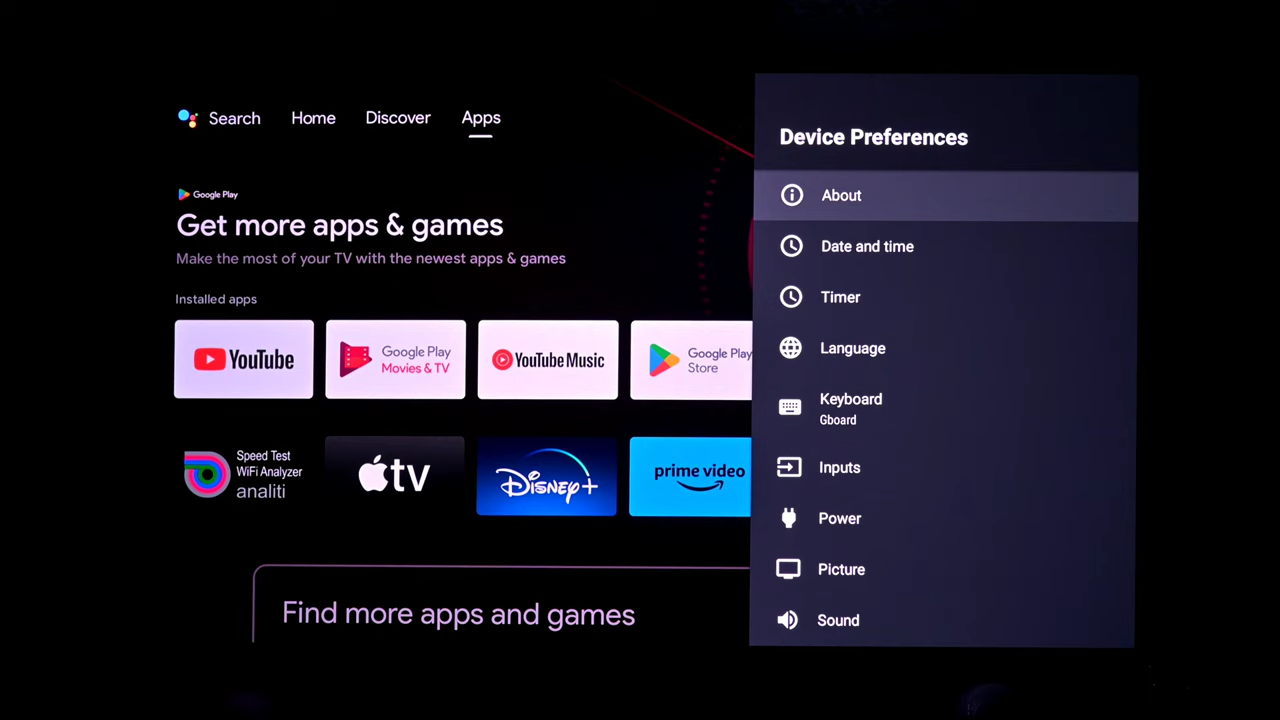 Search Home Discover Apps
Google Play
Get more apps & games
Make the most of your TV with the newest apps & games
Installed apps
YouTube
Google Play
Movies & TV
YouTube Music
Google Play
Store
Speed Test
WiFi Analyzer
analiti
tv
Disney+
prime video
Find more apps and games
Device Preferences
About
Date and time
Timer
Language
Keyboard
Gboard
Inputs
Power
Picture
Sound